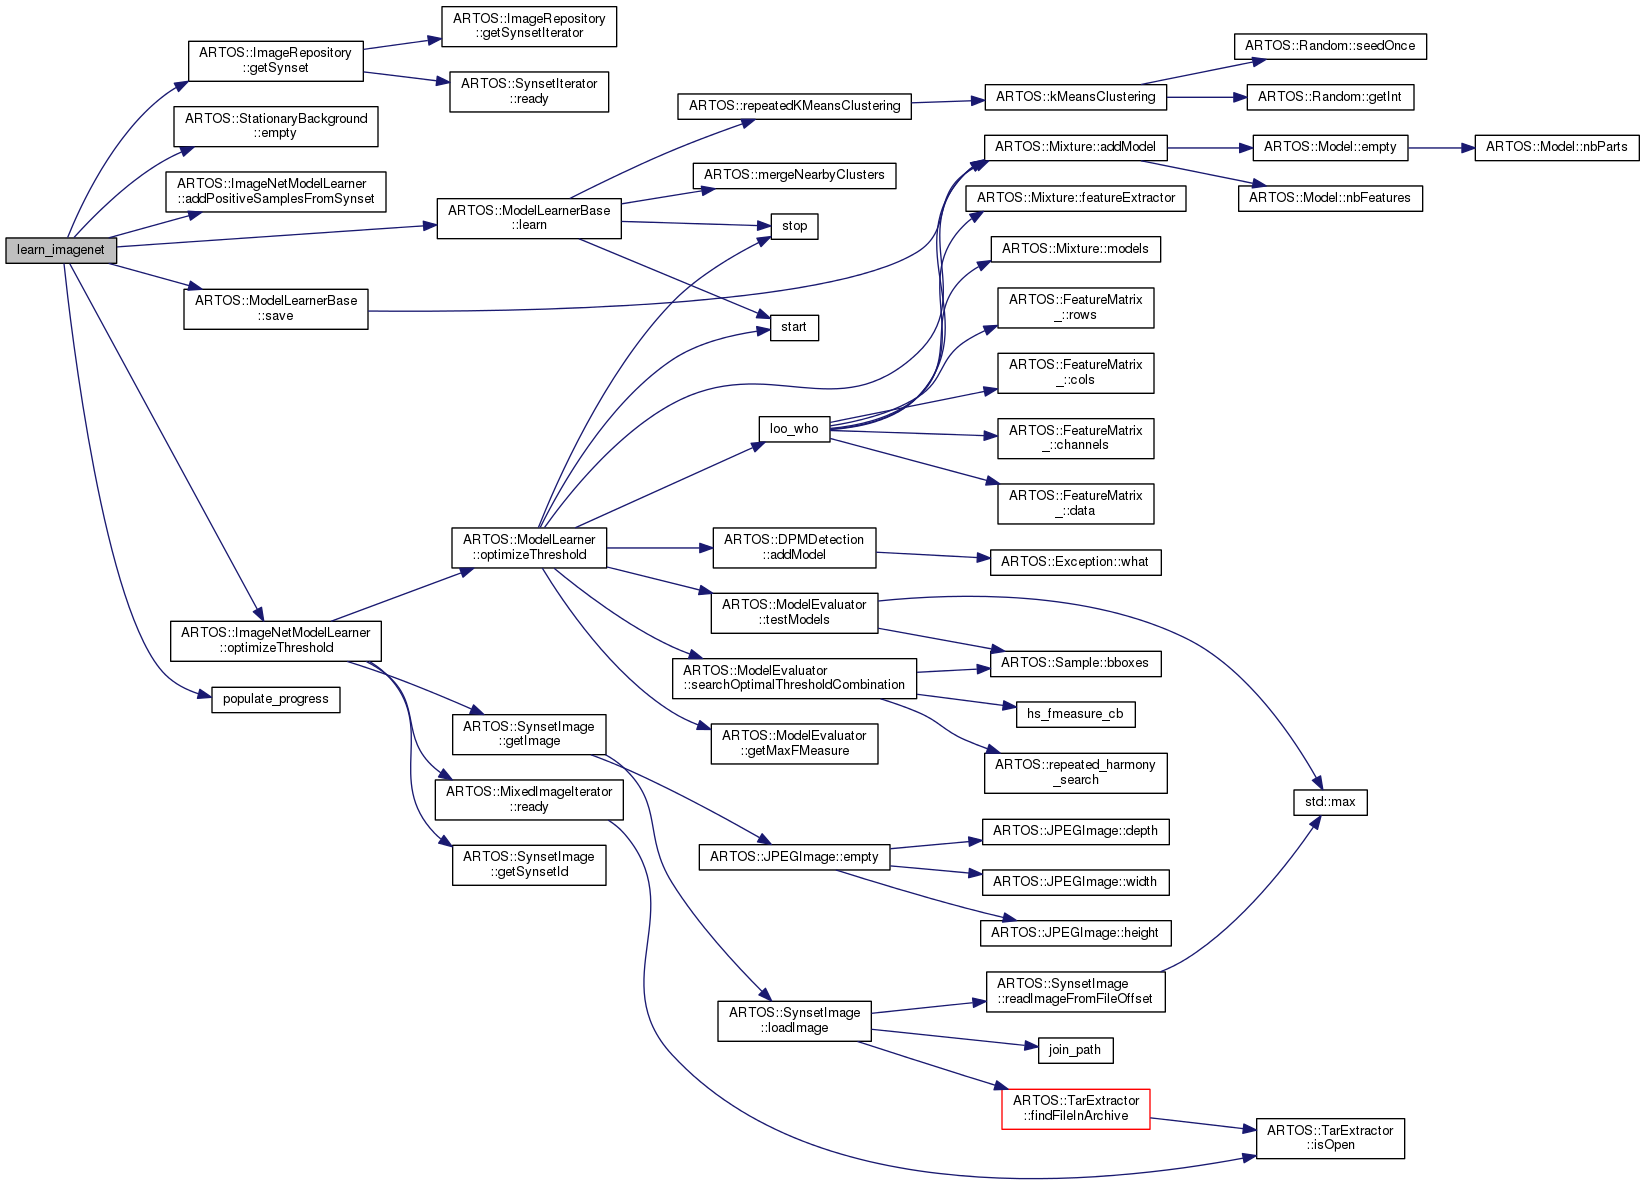 learn_imagenet
ARTOS::ImageRepository
::getSynset
ARTOS::StationaryBackground
::empty
ARTOS::ImageNetModelLearner
::addPositiveSamplesFromSynset
ARTOS::ModelLearnerBase
::save
ARTOS::ImageNetModelLearner
::optimizeThreshold
populate_progress
ARTOS::ImageRepository
::getSynsetIterator
ARTOS::SynsetIterator
::ready
ARTOS::ModelLearnerBase
::learn
ARTOS::ModelLearner
::optimizeThreshold
ARTOS::SynsetImage
::getImage
ARTOS::MixedImageIterator
::ready
ARTOS::SynsetImage
::getSynsetId
ARTOS::repeatedKMeansClustering
ARTOS::mergeNearbyClusters
stop
start
loo_who
ARTOS::DPMDetection
::addModel
ARTOS::ModelEvaluator
::testModels
ARTOS::ModelEvaluator
::searchOptimalThresholdCombination
ARTOS::ModelEvaluator
::getMaxFMeasure
ARTOS::JPEGImage::empty
ARTOS::SynsetImage
::loadImage
ARTOS::kMeansClustering
ARTOS::Mixture::addModel
ARTOS::Mixture::featureExtractor
ARTOS::Mixture::models
ARTOS::FeatureMatrix
_::rows
ARTOS::FeatureMatrix
_::cols
ARTOS::FeatureMatrix
_::channels
ARTOS::FeatureMatrix
_::data
ARTOS::Exception::what
ARTOS::Sample::bboxes
hs_fmeasure_cb
ARTOS::repeated_harmony
_search
ARTOS::JPEGImage::depth
ARTOS::JPEGImage::width
ARTOS::JPEGImage::height
ARTOS::SynsetImage
::readImageFromFileOffset
join_path
ARTOS::TarExtractor
::findFileInArchive
ARTOS::Random::seedOnce
ARTOS::Random::getInt
ARTOS::Model::empty
ARTOS::Model::nbFeatures
std::max
ARTOS::TarExtractor
::isOpen
ARTOS::Model::nbParts